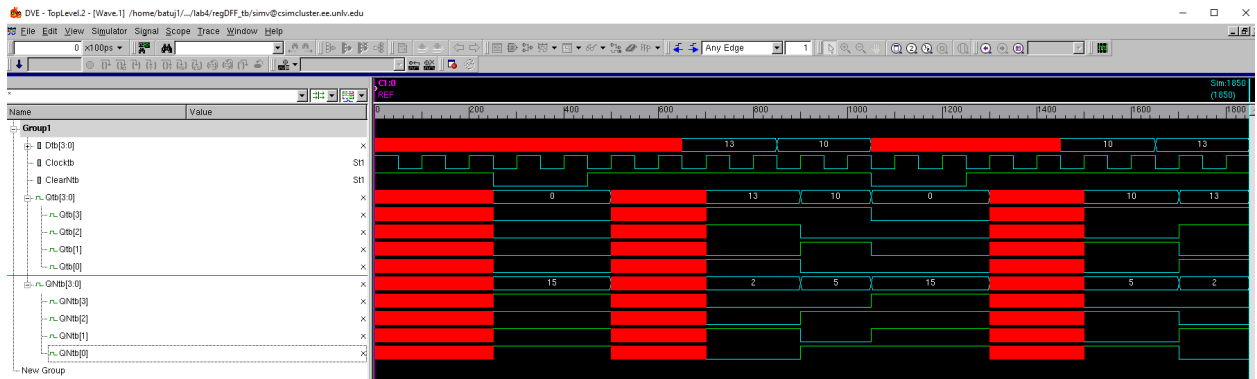 DVE - TopLevel.2 - [Wave.1] /home/batuj1/.../lab4/regDFF_tb/simv@csimcluster.ee.unlv.edu
File Edit View Simulator Signal Scope Trace Window Help
0 x100ps Any Edge 1
C1:0 Sim:1850
* REF (1850)
Name Value 0 200 400 600 800 1000 1200 1400 1600 1800
Group1
Dtb[3:0] x 13 10 10 13
Clocktb St1
ClearNtb St1
Qtb[3:0] x 0 13 10 0 10 13
Qtb[3] x
Qtb[2] x
Qtb[1] x
Qtb[0] x
QNtb[3:0] x 15 2 5 15 5 2
QNtb[3] x
QNtb[2] x
QNtb[1] x
QNtb[0] x
New Group